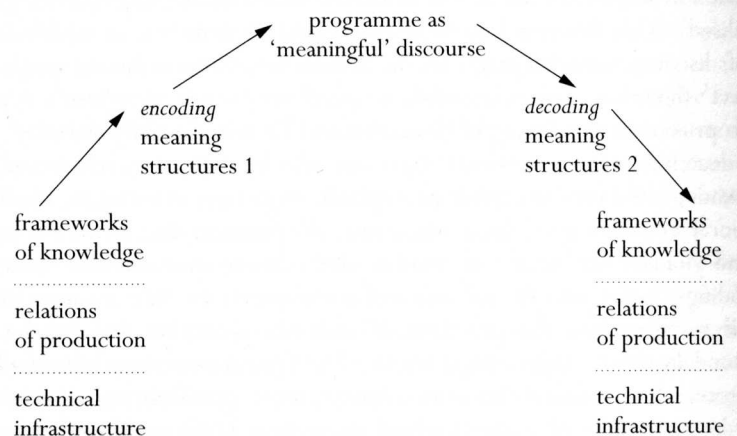 programme as
‘meaningful’ discourse
encoding
meaning
structures 1
decoding
meaning
structures 2
frameworks
of knowledge
relations
of production
technical
infrastructure
frameworks
of knowledge
relations
of production
technical
infrastructure